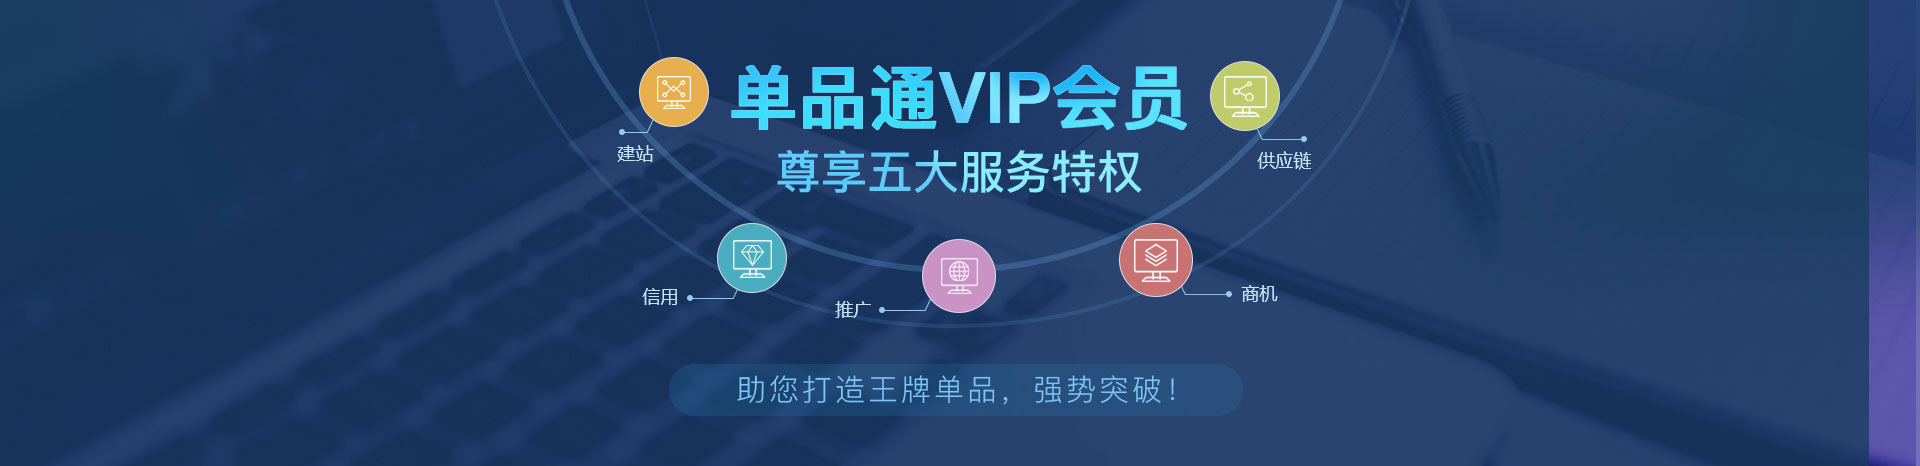 单品通VIP会员
尊享五大服务特权
建站
供应链
信用
推广
商机
助您打造王牌单品，强势突破！